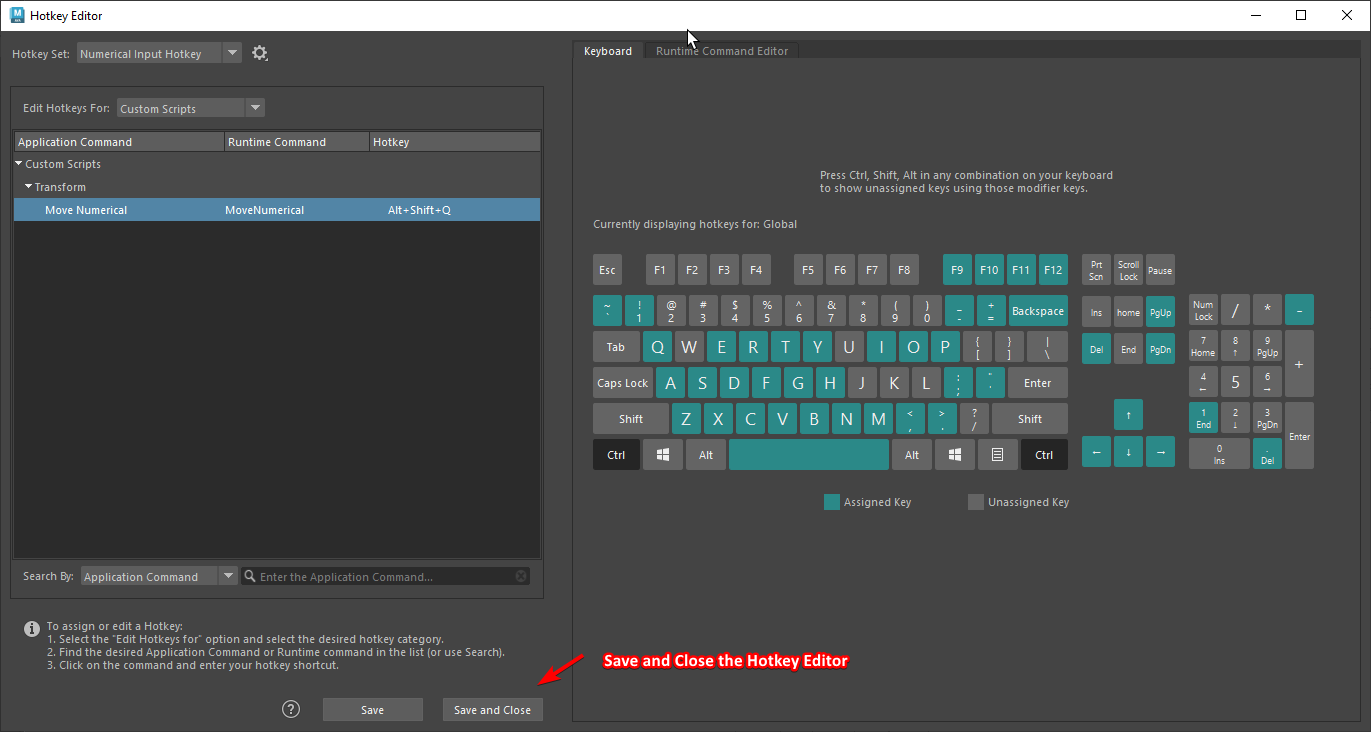 M
Hotkey Editor
Hotkey Set: Numerical Input Hotkey
Keyboard Runtime Command Editor
Edit Hotkeys For: Custom Scripts
Application Command Runtime Command Hotkey
Custom Scripts
Transform
Move Numerical MoveNumerical Alt+Shift+Q
Search By: Application Command Enter the Application Command...
To assign or edit a Hotkey:
1. Select the "Edit Hotkeys for" option and select the desired hotkey category.
2. Find the desired Application Command or Runtime command in the list (or use Search).
3. Click on the command and enter your hotkey shortcut.
? Save Save and Close
Save and Close the Hotkey Editor
Press Ctrl, Shift, Alt in any combination on your keyboard
to show unassigned keys using those modifier keys.
Currently displaying hotkeys for: Global
Esc F1 F2 F3 F4 F5 F6 F7 F8 F9 F10 F11 F12 Prt Scn Scroll Lock Pause
~ ` ! 1 @ 2 # 3 $ 4 % 5 ^ 6 & 7 * 8 ( 9 ) 0 _ - + = Backspace Ins home PgUp Num Lock / * -
Tab Q W E R T Y U I O P { [ } ] | \ Del End PgDn 7 Home 8 ↑ 9 PgUp +
Caps Lock A S D F G H J K L : ; " ' Enter 4 ← 5 6 →
Shift Z X C V B N M < , > . ? / Shift ↑ 1 End 2 ↓ 3 PgDn Enter
Ctrl Alt Alt Ctrl ← ↓ → 0 Ins . Del
Assigned Key Unassigned Key